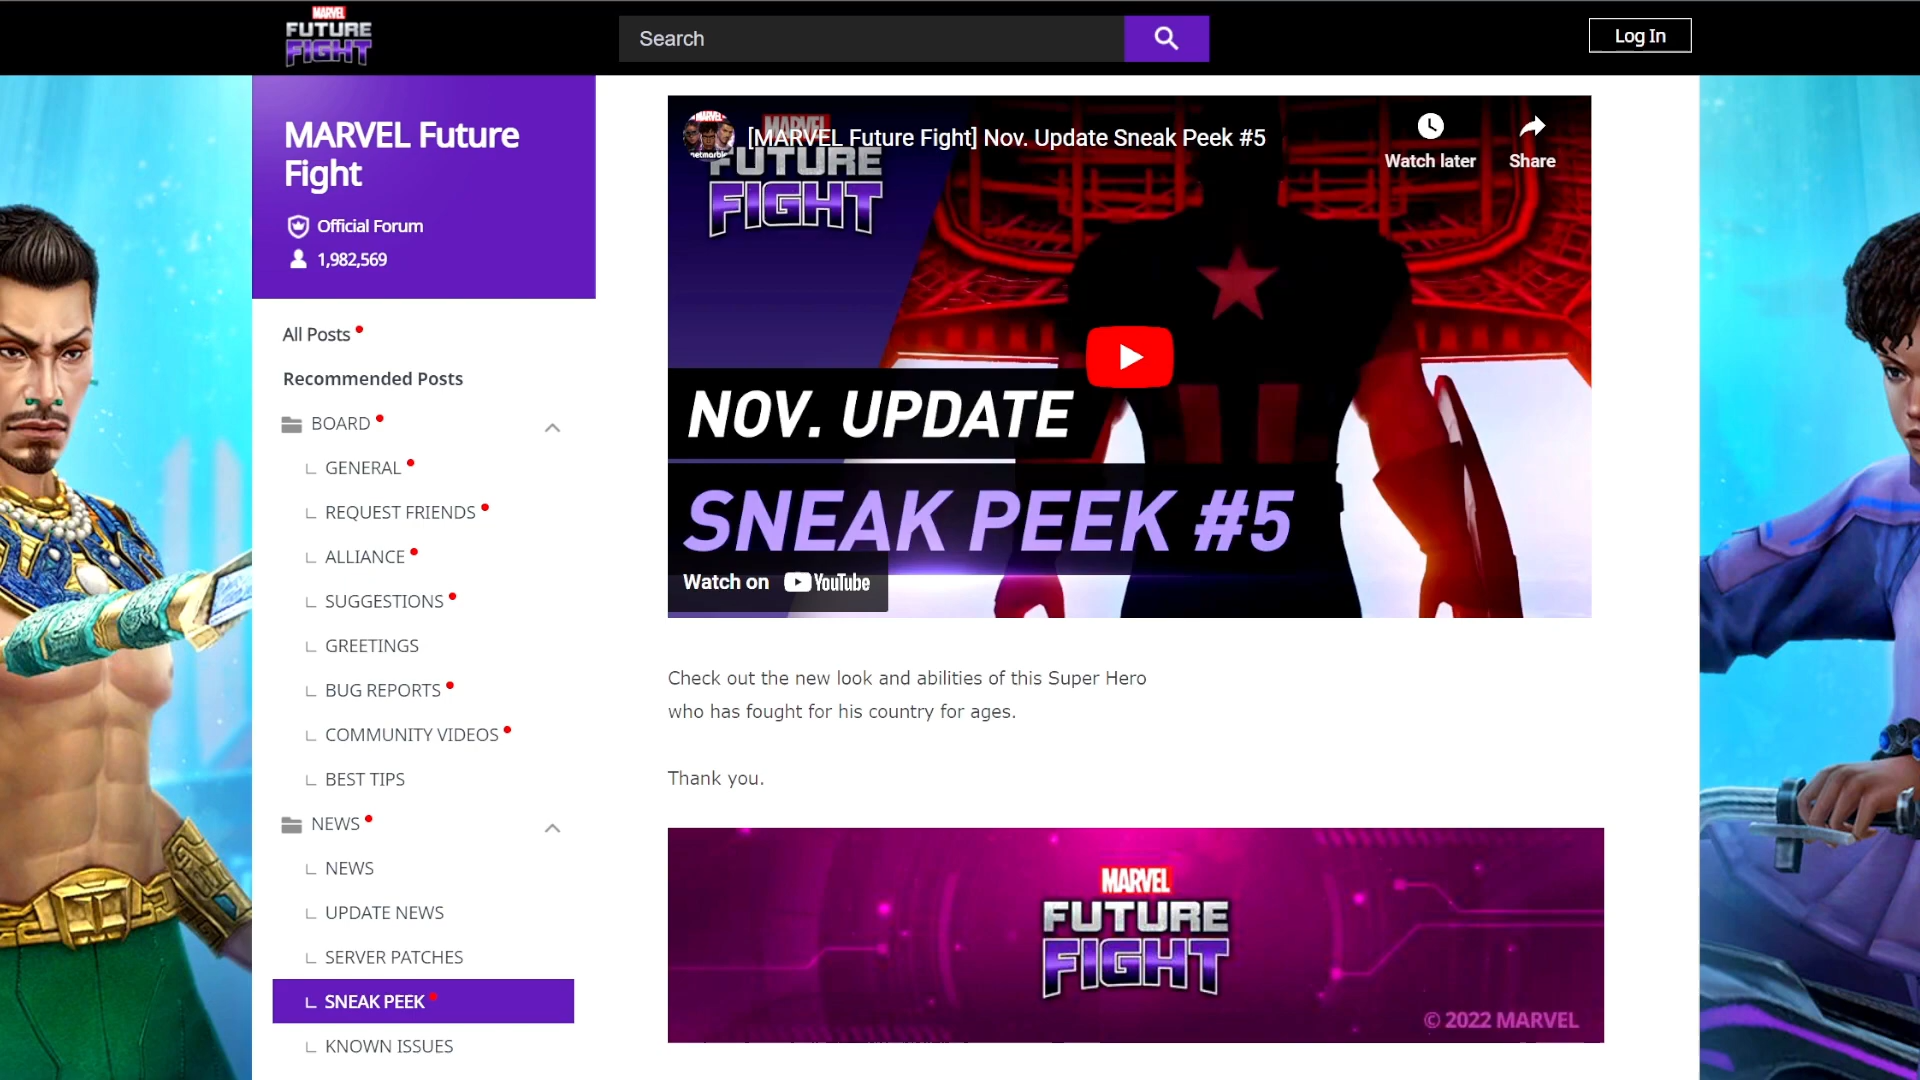 MARVEL
FUTURE
FIGHT
Search
Log In
MARVEL Future
Fight
Official Forum
1,982,569
All Posts
Recommended Posts
BOARD
GENERAL
REQUEST FRIENDS
ALLIANCE
SUGGESTIONS
GREETINGS
BUG REPORTS
COMMUNITY VIDEOS
BEST TIPS
NEWS
NEWS
UPDATE NEWS
SERVER PATCHES
SNEAK PEEK
KNOWN ISSUES
MARVEL
netmarble
[MARVEL Future Fight] Nov. Update Sneak Peek #5
Watch later
Share
MARVEL
FUTURE
FIGHT
NOV. UPDATE
SNEAK PEEK #5
Watch on YouTube
Check out the new look and abilities of this Super Hero
who has fought for his country for ages.
Thank you.
MARVEL
FUTURE
FIGHT
© 2022 MARVEL